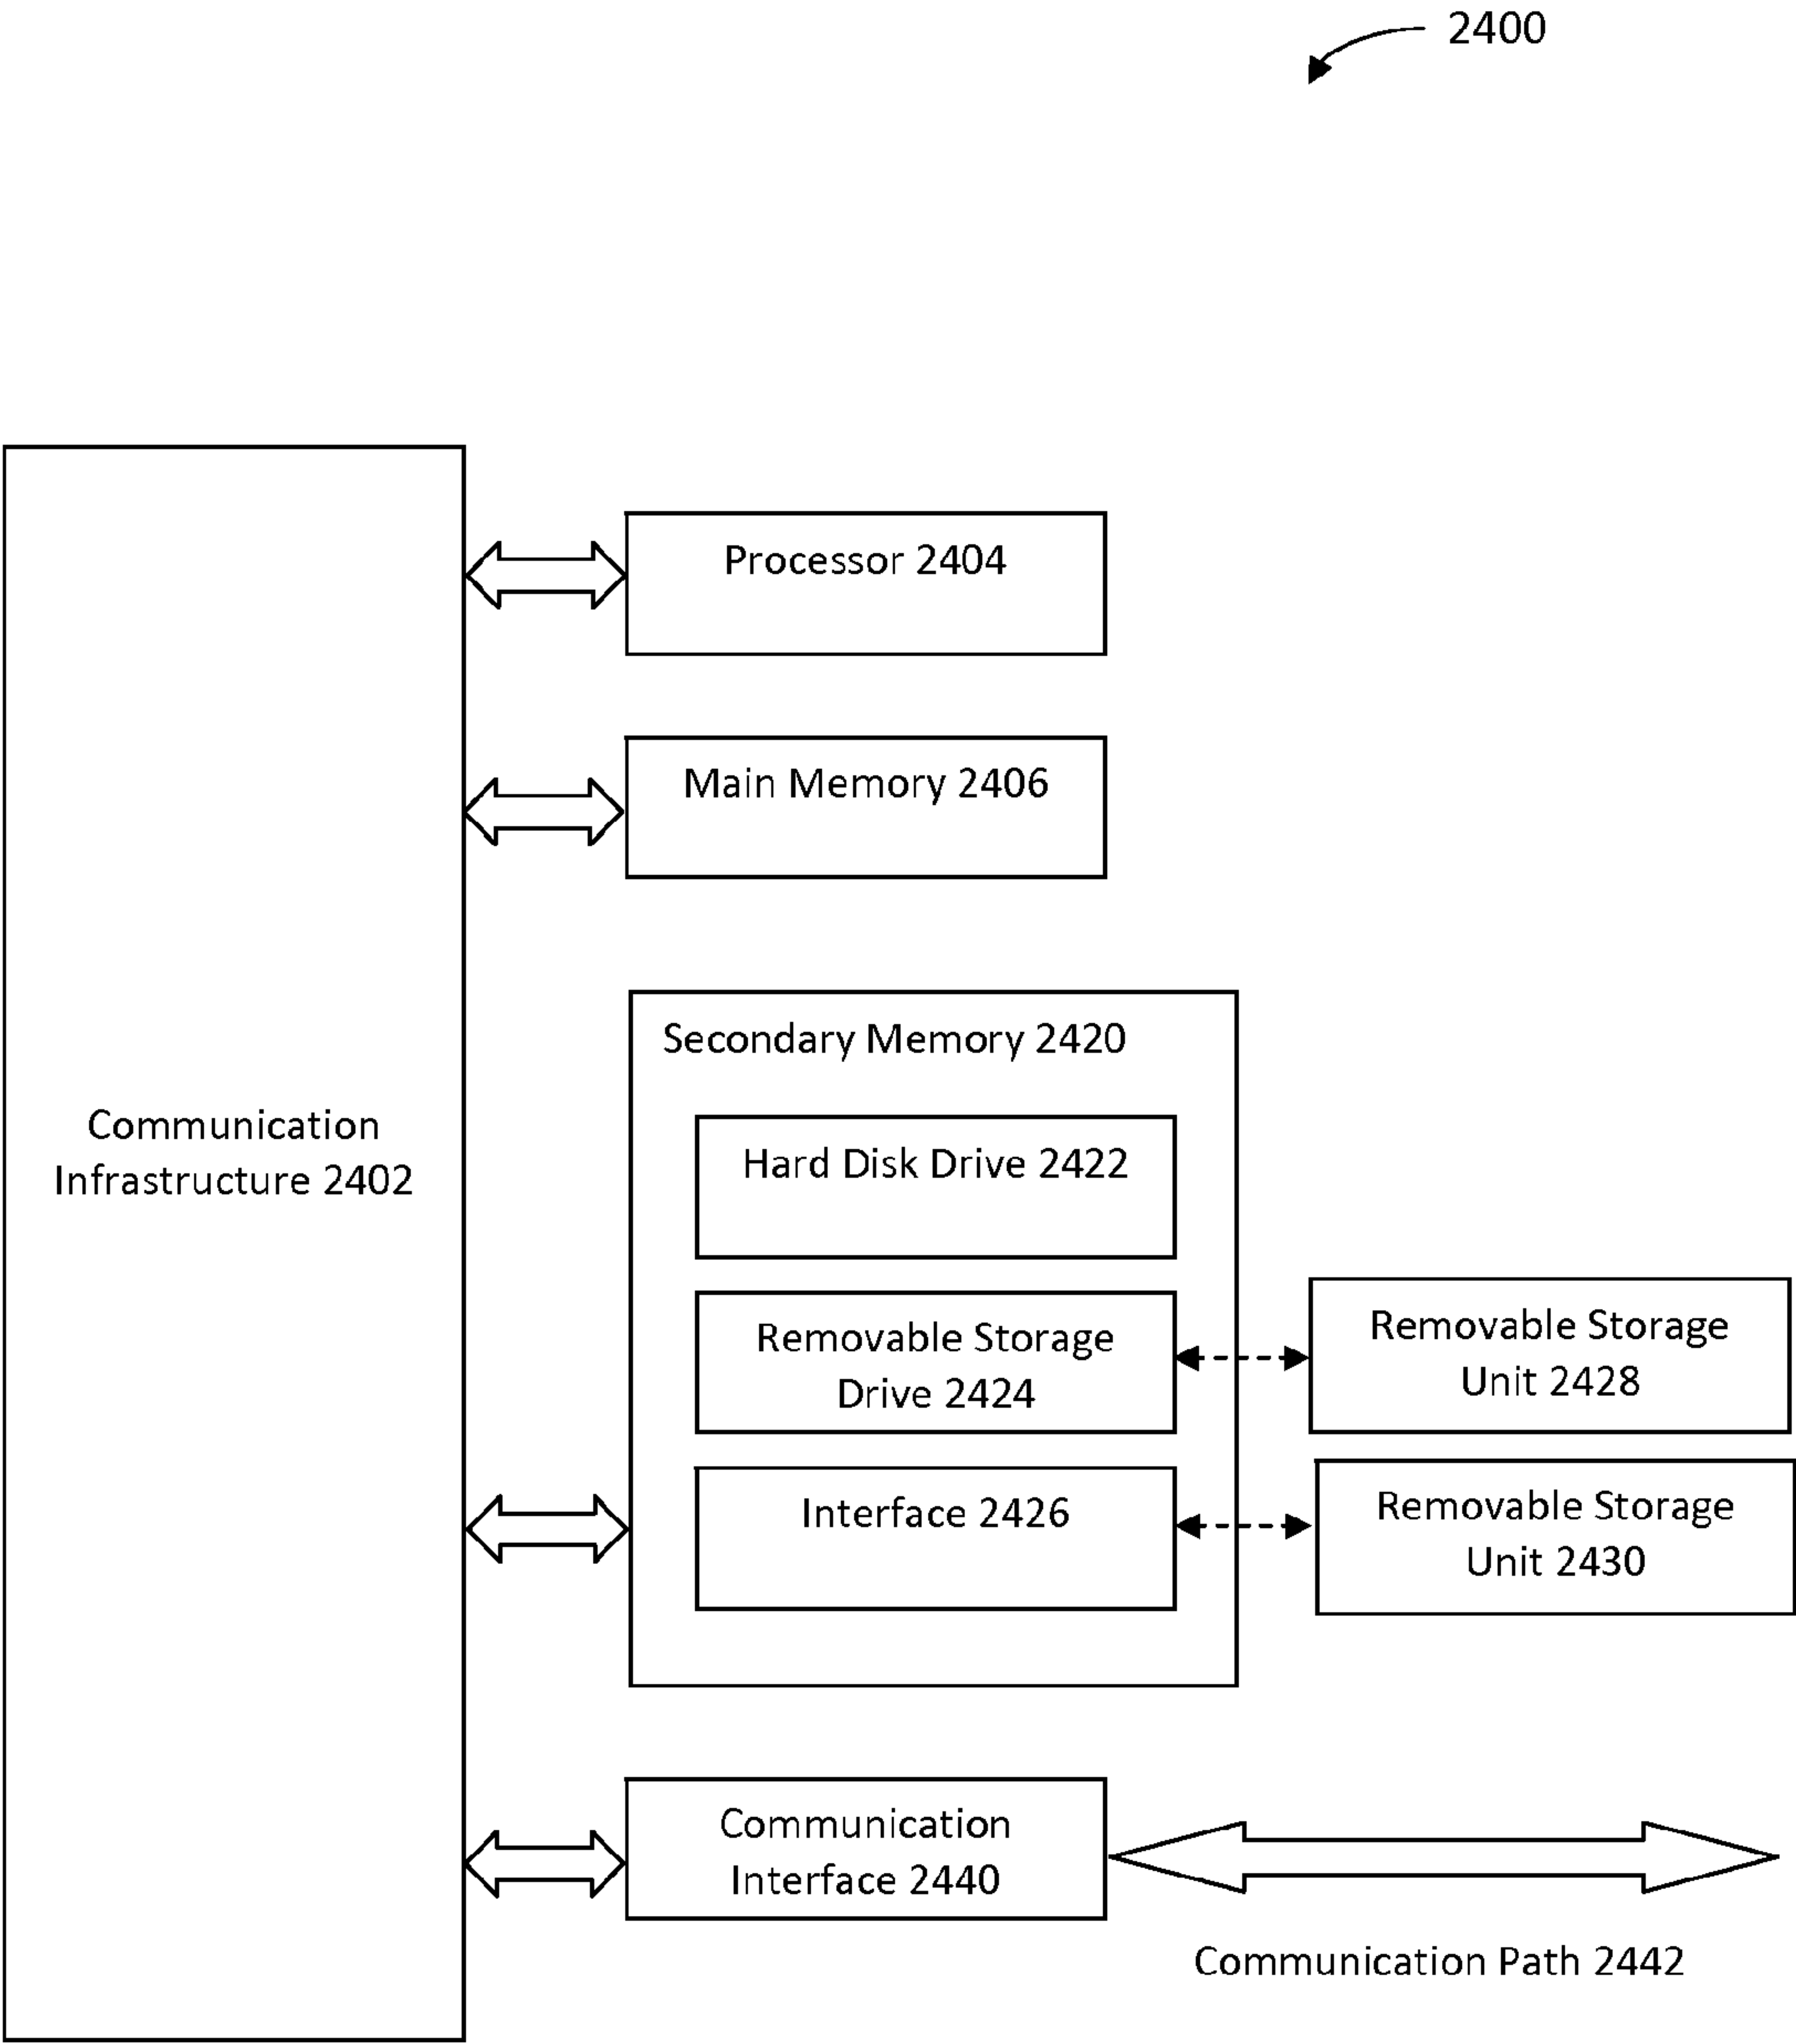 2400
Processor 2404
Main Memory 2406
Communication
Infrastructure 2402
Secondary Memory 2420
Hard Disk Drive 2422
Removable Storage
Drive 2424
Removable Storage
Unit 2428
Interface 2426
Removable Storage
Unit 2430
Communication
Interface 2440
Communication Path 2442